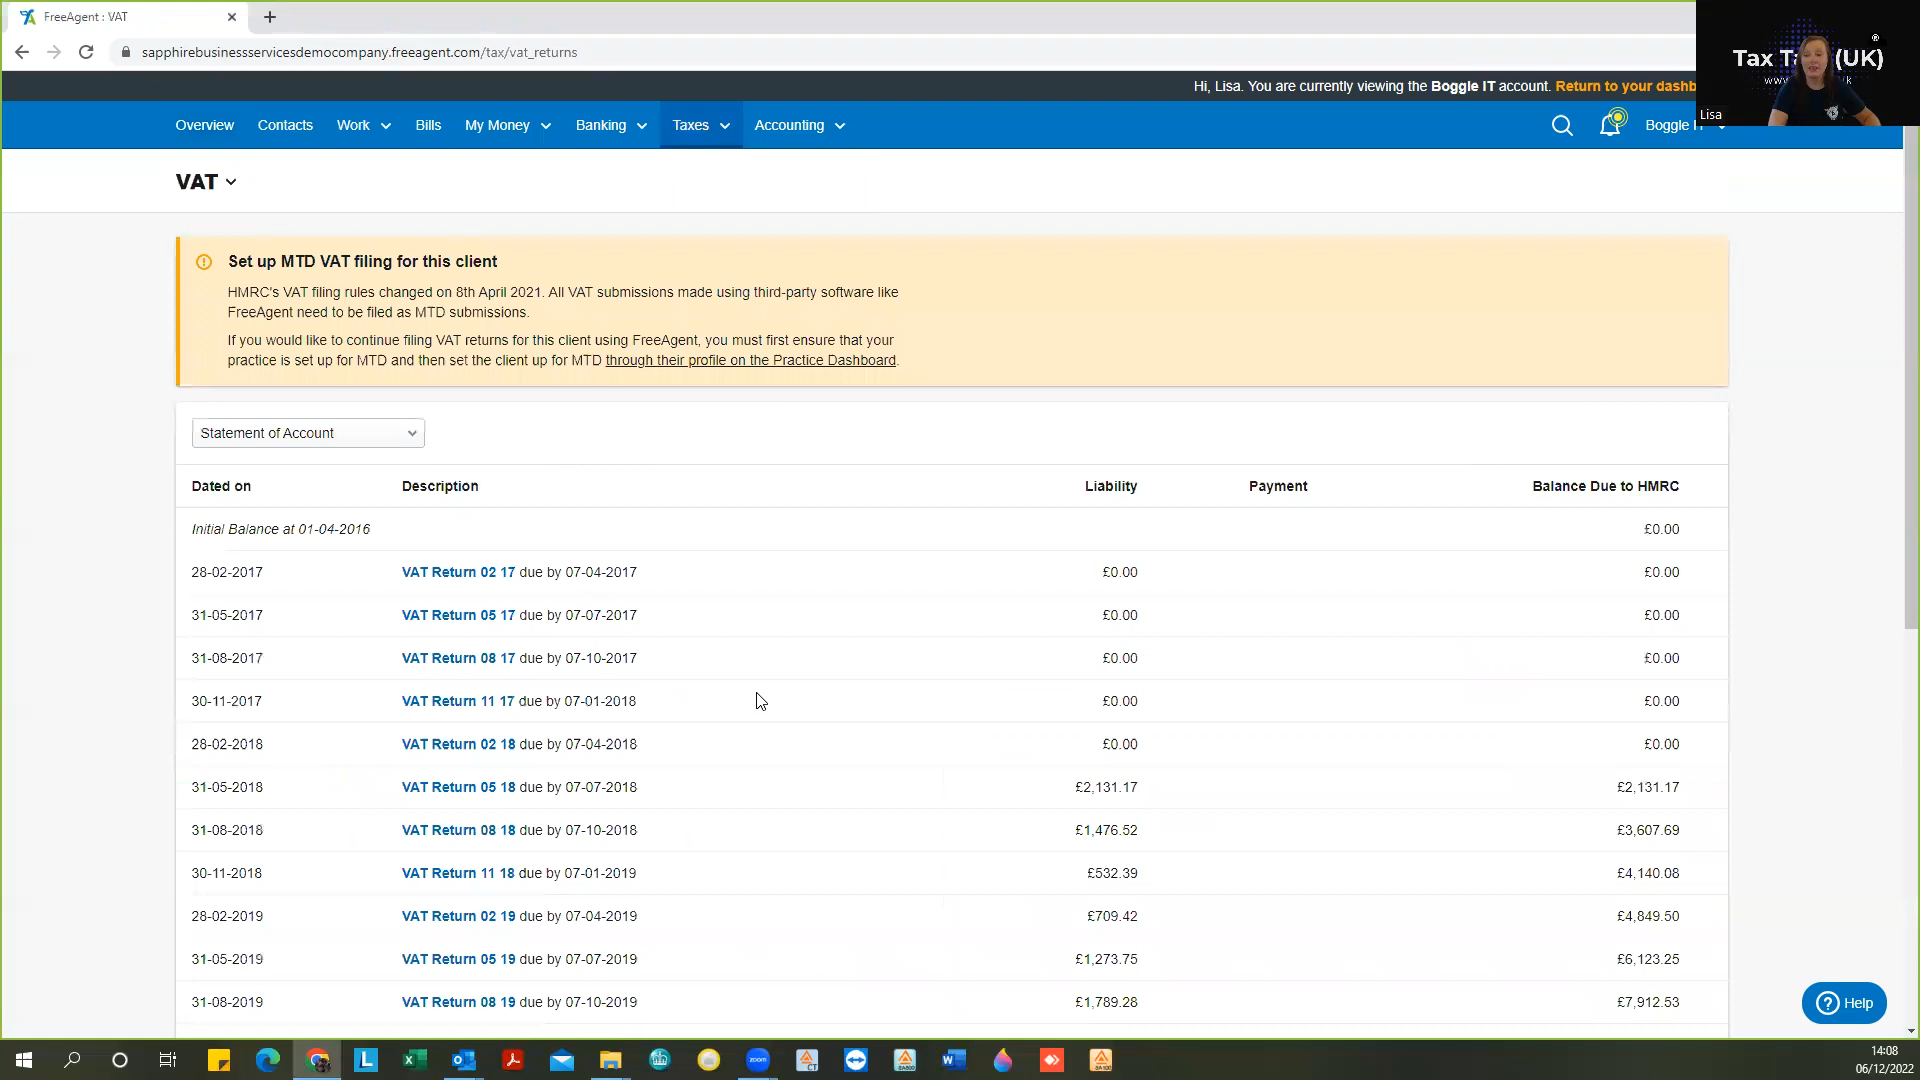 FreeAgent : VAT
sapphirebusinessservicesdemocompany.freeagent.com/tax/vat_returns
Tax T (UK)
®
www. k
Lisa
Hi, Lisa. You are currently viewing the Boggle IT account. Return to your dashb
Overview Contacts Work Bills My Money Banking Taxes Accounting Boggle
VAT
Set up MTD VAT filing for this client
HMRC's VAT filing rules changed on 8th April 2021. All VAT submissions made using third-party software like
FreeAgent need to be filed as MTD submissions.
If you would like to continue filing VAT returns for this client using FreeAgent, you must first ensure that your
practice is set up for MTD and then set the client up for MTD through their profile on the Practice Dashboard.
Statement of Account
Dated on Description Liability Payment Balance Due to HMRC
Initial Balance at 01-04-2016 £0.00
28-02-2017 VAT Return 02 17 due by 07-04-2017 £0.00 £0.00
31-05-2017 VAT Return 05 17 due by 07-07-2017 £0.00 £0.00
31-08-2017 VAT Return 08 17 due by 07-10-2017 £0.00 £0.00
30-11-2017 VAT Return 11 17 due by 07-01-2018 £0.00 £0.00
28-02-2018 VAT Return 02 18 due by 07-04-2018 £0.00 £0.00
31-05-2018 VAT Return 05 18 due by 07-07-2018 £2,131.17 £2,131.17
31-08-2018 VAT Return 08 18 due by 07-10-2018 £1,476.52 £3,607.69
30-11-2018 VAT Return 11 18 due by 07-01-2019 £532.39 £4,140.08
28-02-2019 VAT Return 02 19 due by 07-04-2019 £709.42 £4,849.50
31-05-2019 VAT Return 05 19 due by 07-07-2019 £1,273.75 £6,123.25
31-08-2019 VAT Return 08 19 due by 07-10-2019 £1,789.28 £7,912.53
Help
14:08
06/12/2022